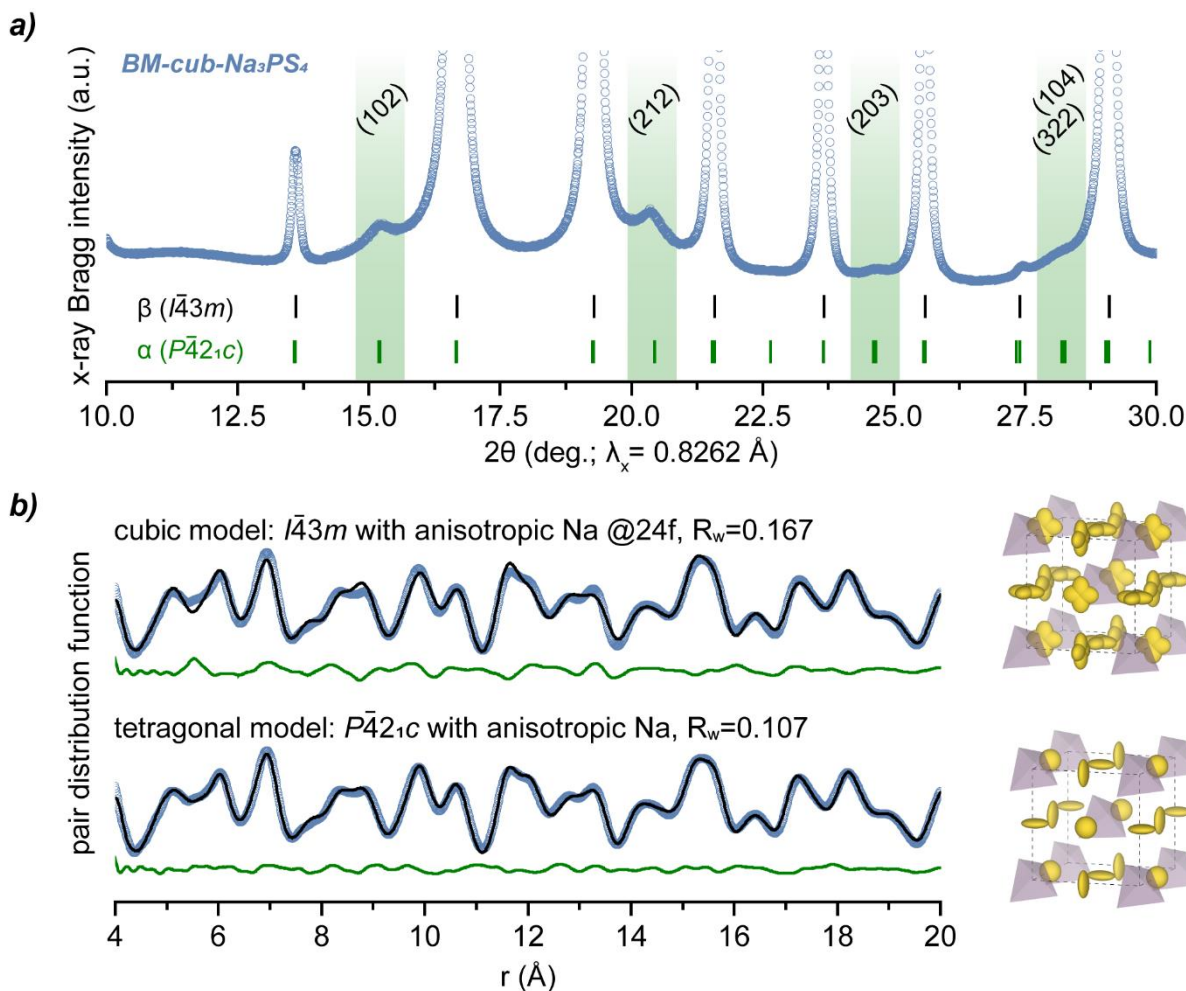 a)
BM-cub-Na₃PS₄
x-ray Bragg intensity (a.u.)
(102)
(212)
(203)
(104)
(322)
β (I4̄3m)
α (P4̄2₁c)
10.0 12.5 15.0 17.5 20.0 22.5 25.0 27.5 30.0
2θ (deg.; λₓ= 0.8262 Å)
b)
cubic model: I4̄3m with anisotropic Na @24f, R_w=0.167
tetragonal model: P4̄2₁c with anisotropic Na, R_w=0.107
pair distribution function
4 6 8 10 12 14 16 18 20
r (Å)